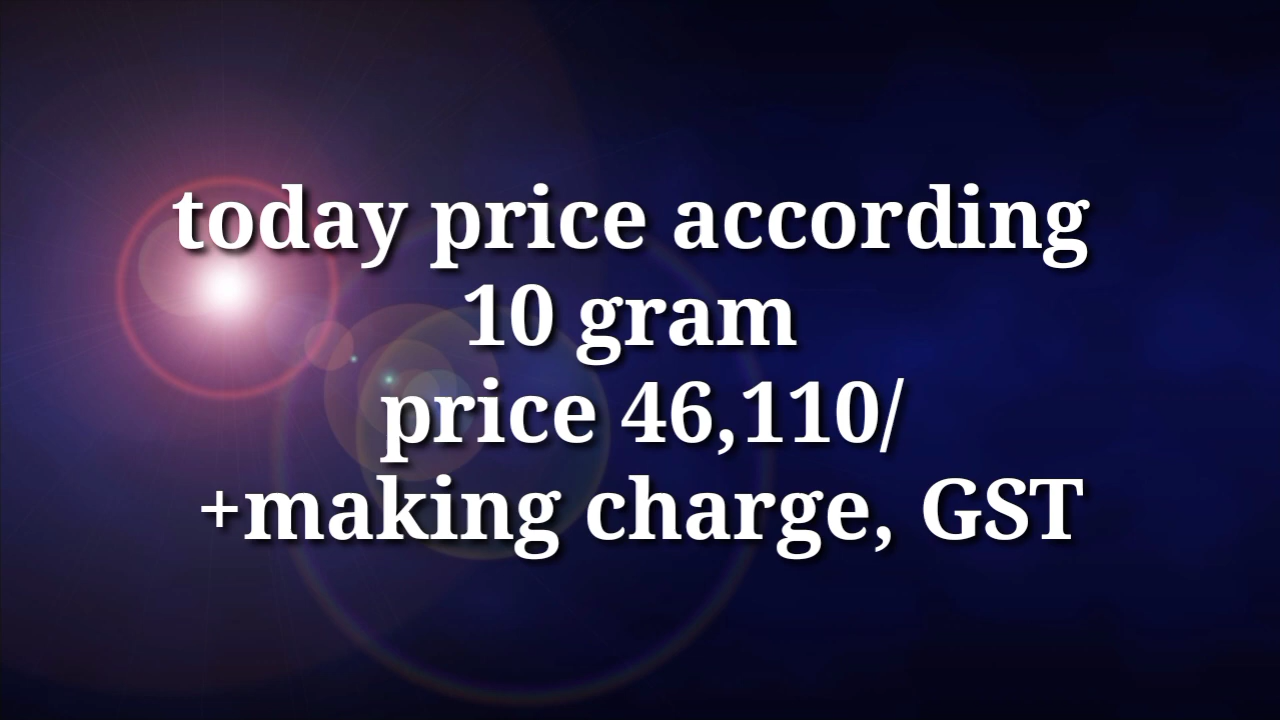 today price according
10 gram
price 46,110/
+making charge, GST